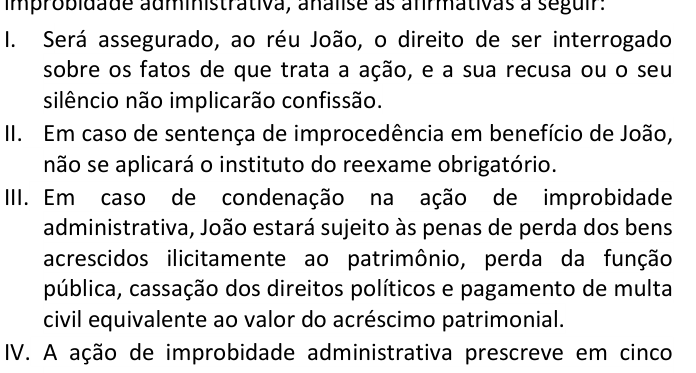 improbidade administrativa, analise as afirmativas a seguir:
I. Será assegurado, ao réu João, o direito de ser interrogado
sobre os fatos de que trata a ação, e a sua recusa ou o seu
silêncio não implicarão confissão.
II. Em caso de sentença de improcedência em benefício de João,
não se aplicará o instituto do reexame obrigatório.
III. Em caso de condenação na ação de improbidade
administrativa, João estará sujeito às penas de perda dos bens
acrescidos ilicitamente ao patrimônio, perda da função
pública, cassação dos direitos políticos e pagamento de multa
civil equivalente ao valor do acréscimo patrimonial.
IV. A ação de improbidade administrativa prescreve em cinco